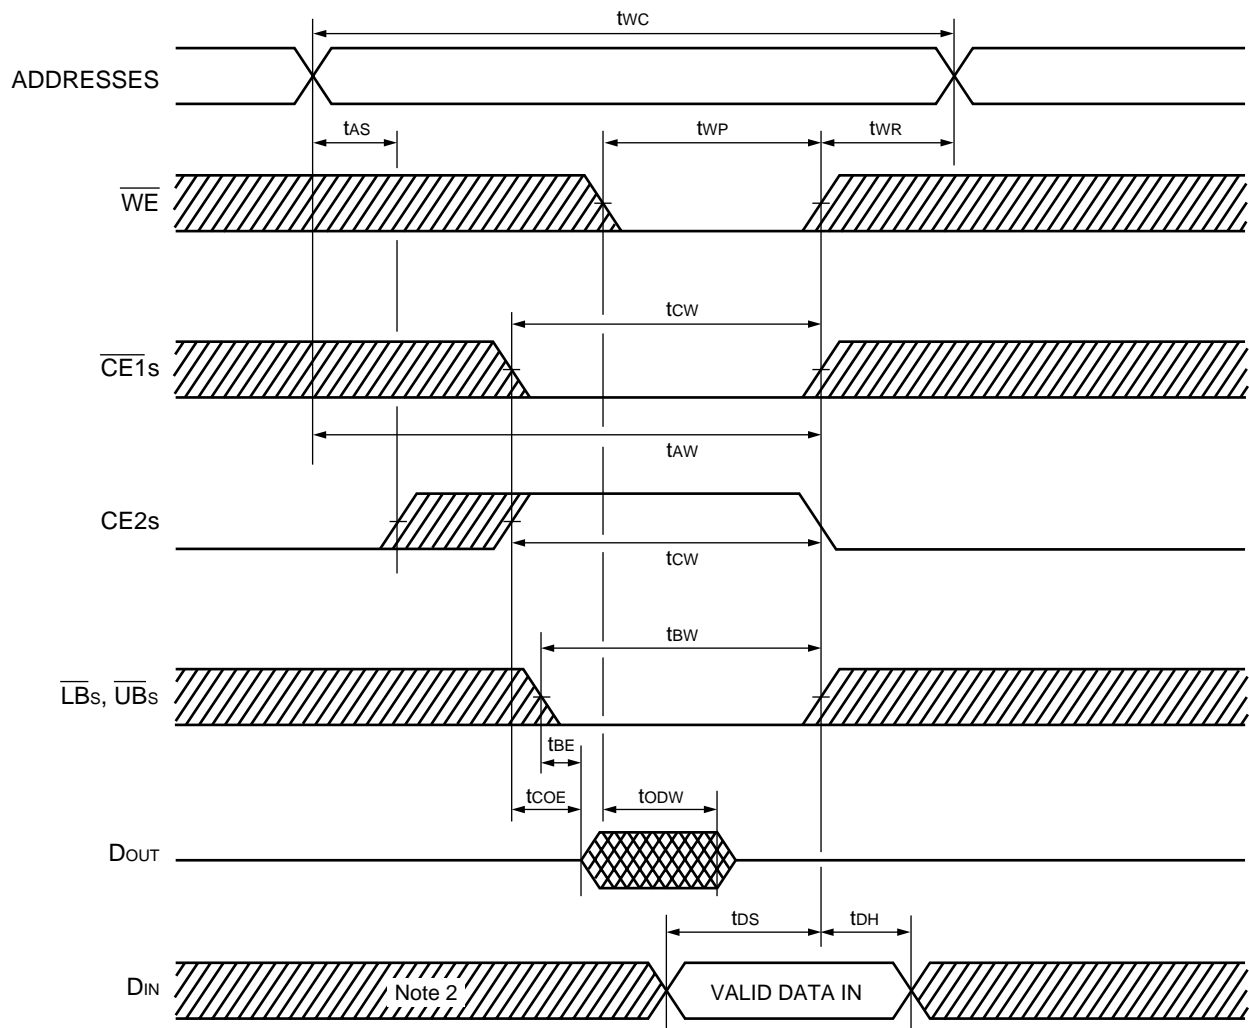 tWC
ADDRESSES
tAS
tWP
tWR
WE
tCW
CE1s
tAW
CE2s
tCW
tBW
LBs, UBs
tBE
tCOE
tODW
DOUT
tDS
tDH
DIN
Note 2
VALID DATA IN